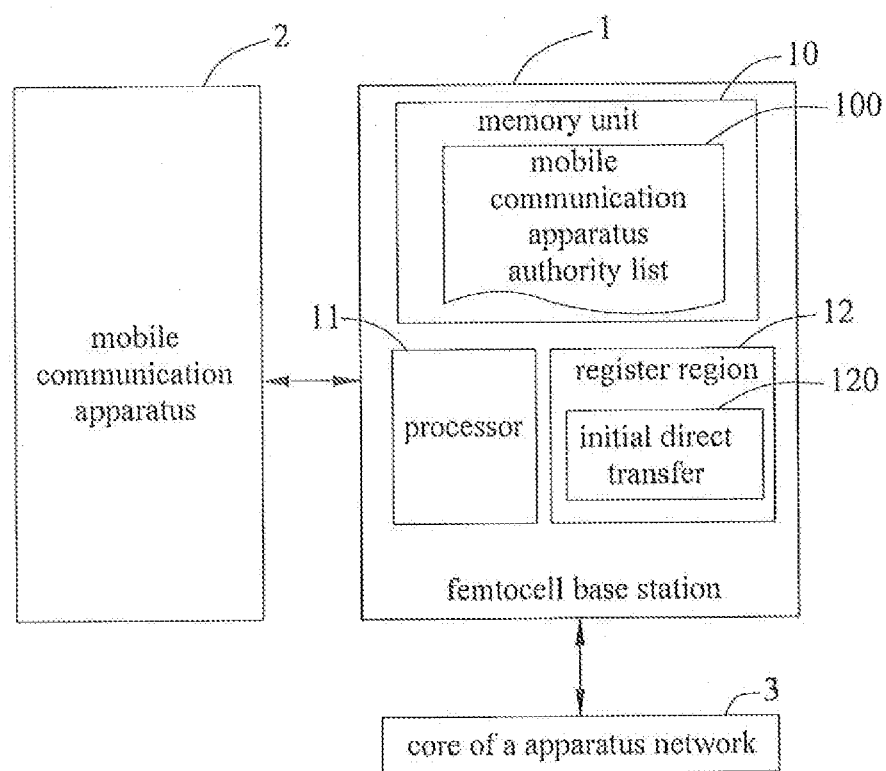 2
1
10
memory unit
100
mobile
communication
apparatus
authority list
11
12
mobile
communication
apparatus
processor
register region
120
initial direct
transfer
femtocell base station
3
core of a apparatus network